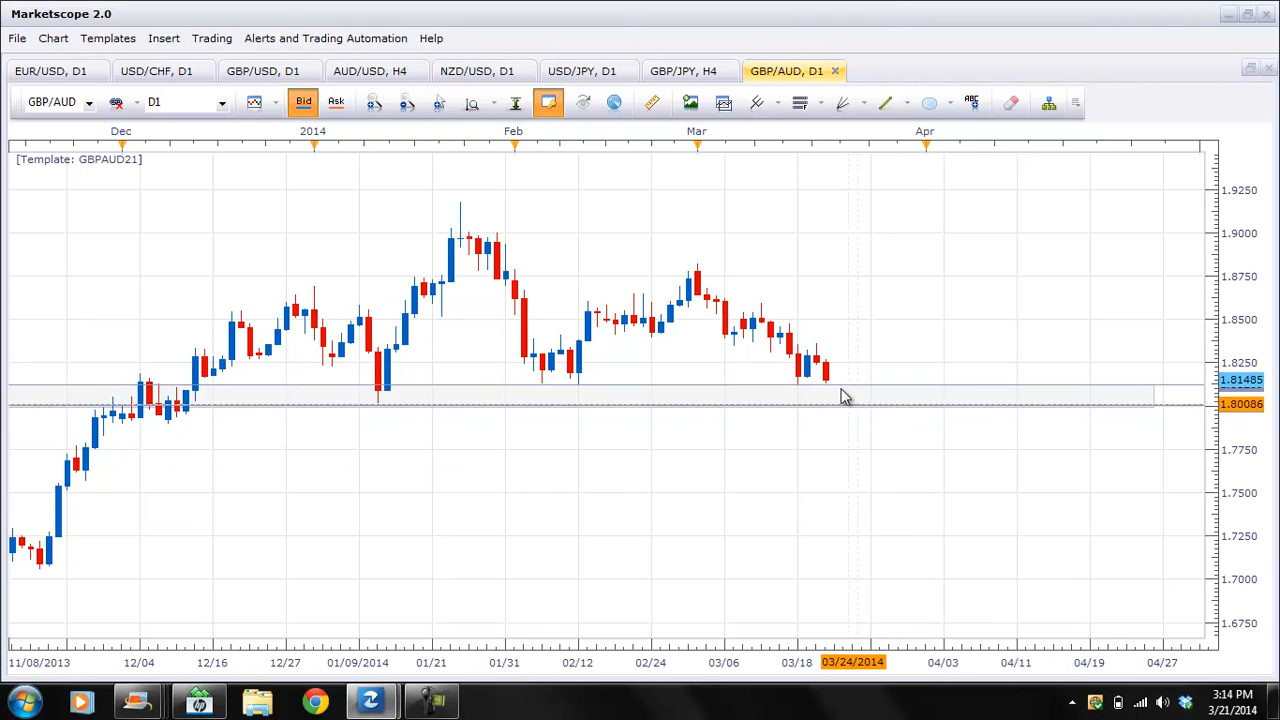 Marketscope 2.0
File Chart Templates Insert Trading Alerts and Trading Automation Help
EUR/USD, D1 USD/CHF, D1 GBP/USD, D1 AUD/USD, H4 NZD/USD, D1 USD/JPY, D1 GBP/JPY, H4 GBP/AUD, D1
GBP/AUD D1 Bid Ask ABC
Dec 2014 Feb Mar Apr
[Template: GBPAUD21]
1.9250
1.9000
1.8750
1.8500
1.8250
1.81485
1.80086
1.7750
1.7500
1.7250
1.7000
1.6750
11/08/2013 12/04 12/16 12/27 01/09/2014 01/21 01/31 02/12 02/24 03/06 03/18 03/24/2014 04/03 04/11 04/19 04/27
3:14 PM
3/21/2014